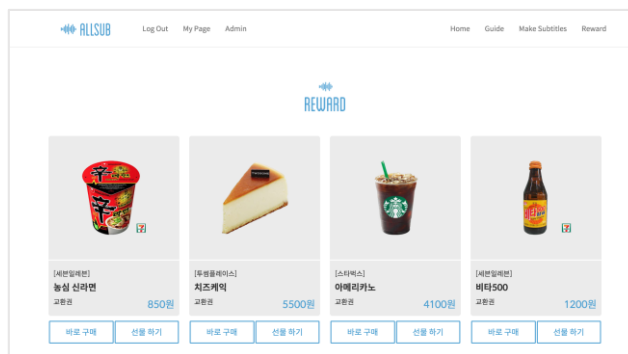 ALLSUB Log Out My Page Admin Home Guide Make Subtitles Reward
REWARD
[세븐일레븐]
농심 신라면
교환권 850원
바로 구매 선물 하기
[투썸플레이스]
치즈케익
교환권 5500원
바로 구매 선물 하기
[스타벅스]
아메리카노
교환권 4100원
바로 구매 선물 하기
[세븐일레븐]
비타500
교환권 1200원
바로 구매 선물 하기